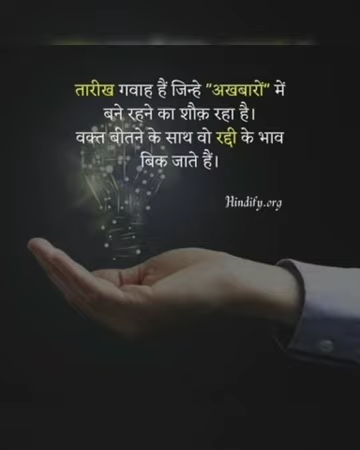 तारीख गवाह हैं जिन्हे "अखबारों" में
बने रहने का शौक़ रहा है।
वक्त बीतने के साथ वो रद्दी के भाव
बिक जाते हैं।
Hindify.org